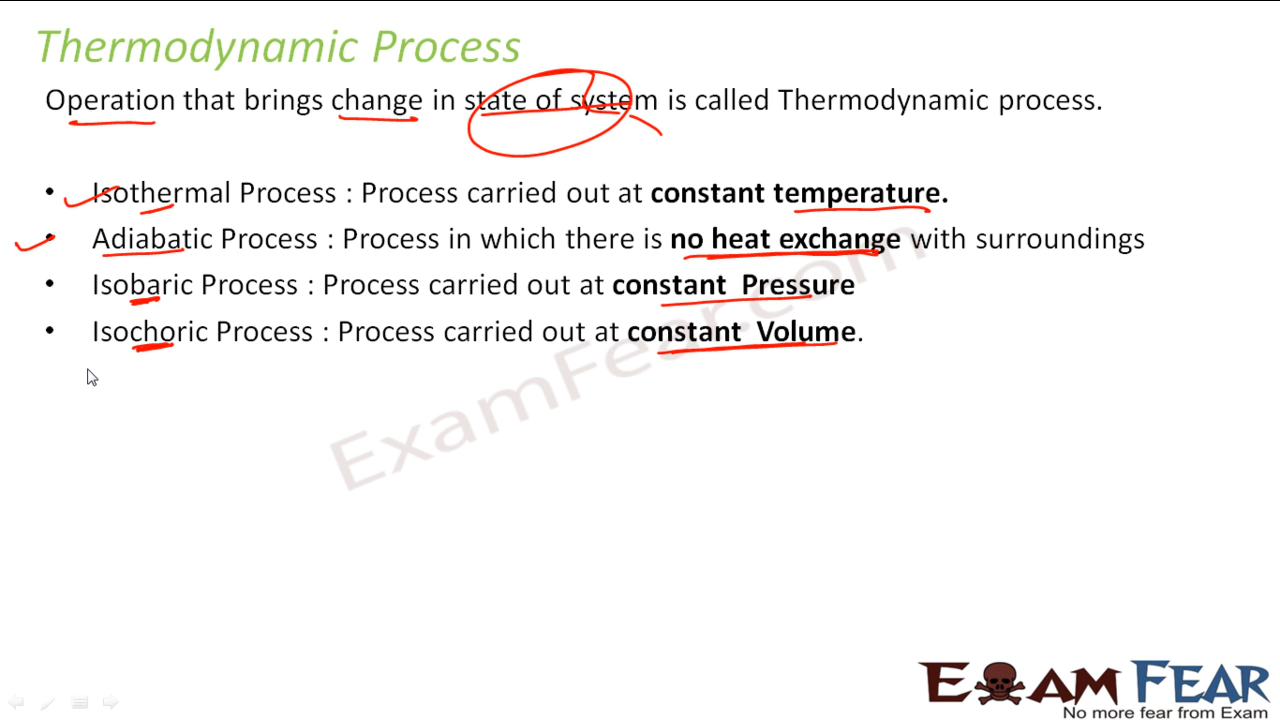 Thermodynamic Process
Operation that brings change in state of system is called Thermodynamic process.
• Isothermal Process : Process carried out at constant temperature.
• Adiabatic Process : Process in which there is no heat exchange with surroundings
• Isobaric Process : Process carried out at constant Pressure
• Isochoric Process : Process carried out at constant Volume.
ExamFear.com
EXAM FEAR
No more fear from Exam